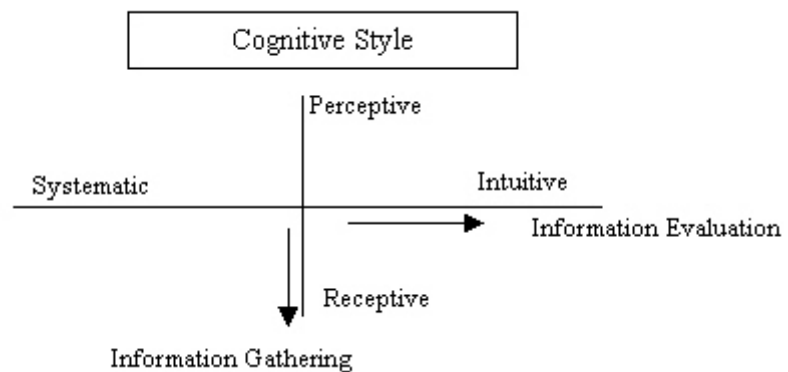 Cognitive Style
Perceptive
Systematic
Intuitive
Information Evaluation
Receptive
Information Gathering